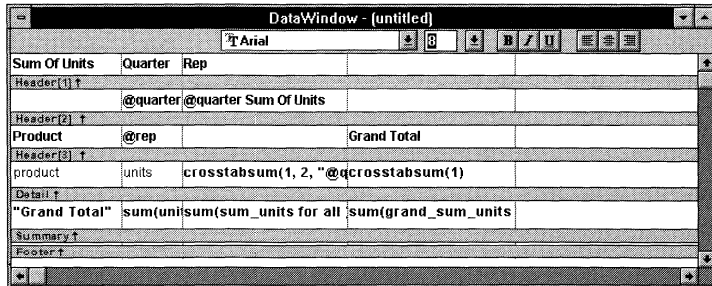 DataWindow - (untitled)
Arial 8 B I U
Sum Of Units Quarter Rep
Header[1] ↑
@quarter @quarter Sum Of Units
Header[2] ↑
Product @rep Grand Total
Header[3] ↑
product units crosstabsum(1, 2, "@q crosstabsum(1)
Detail ↑
"Grand Total" sum(uni sum(sum_units for all sum(grand_sum_units
Summary ↑
Footer ↑